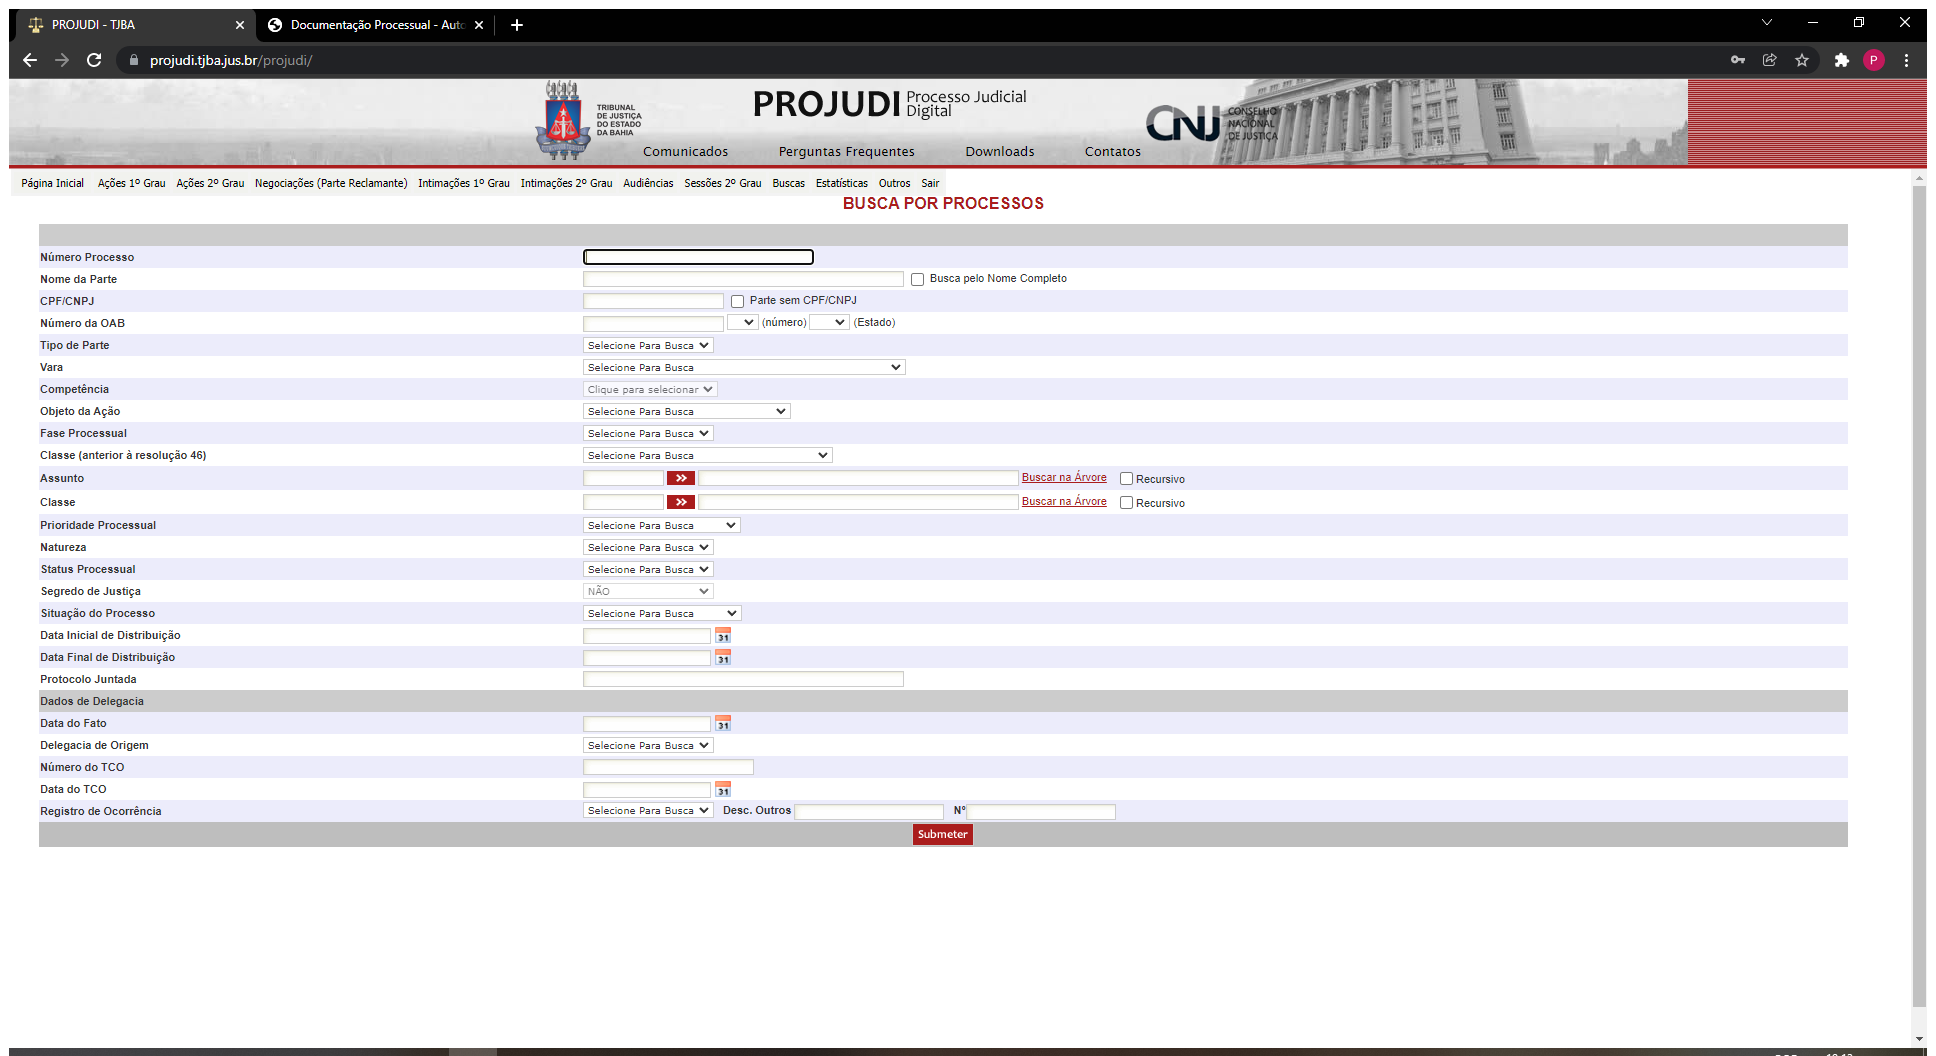 PROJUDI - TJBA
Documentação Processual - Auto
projudi.tjba.jus.br/projudi/
P
TRIBUNAL
DE JUSTIÇA
DO ESTADO
DA BAHIA
PROJUDI Processo Judicial
Digital
CNJ CONSELHO
NACIONAL
DE JUSTIÇA
Comunicados Perguntas Frequentes Downloads Contatos
Página Inicial Ações 1º Grau Ações 2º Grau Negociações (Parte Reclamante) Intimações 1º Grau Intimações 2º Grau Audiências Sessões 2º Grau Buscas Estatísticas Outros Sair
BUSCA POR PROCESSOS
Número Processo
Nome da Parte Busca pelo Nome Completo
CPF/CNPJ Parte sem CPF/CNPJ
Número da OAB (número) (Estado)
Tipo de Parte Selecione Para Busca
Vara Selecione Para Busca
Competência Clique para selecionar
Objeto da Ação Selecione Para Busca
Fase Processual Selecione Para Busca
Classe (anterior à resolução 46) Selecione Para Busca
Assunto >> Buscar na Árvore Recursivo
Classe >> Buscar na Árvore Recursivo
Prioridade Processual Selecione Para Busca
Natureza Selecione Para Busca
Status Processual Selecione Para Busca
Segredo de Justiça NÃO
Situação do Processo Selecione Para Busca
Data Inicial de Distribuição 31
Data Final de Distribuição 31
Protocolo Juntada
Dados de Delegacia
Data do Fato 31
Delegacia de Origem Selecione Para Busca
Número do TCO
Data do TCO 31
Registro de Ocorrência Selecione Para Busca Desc. Outros Nº
Submeter